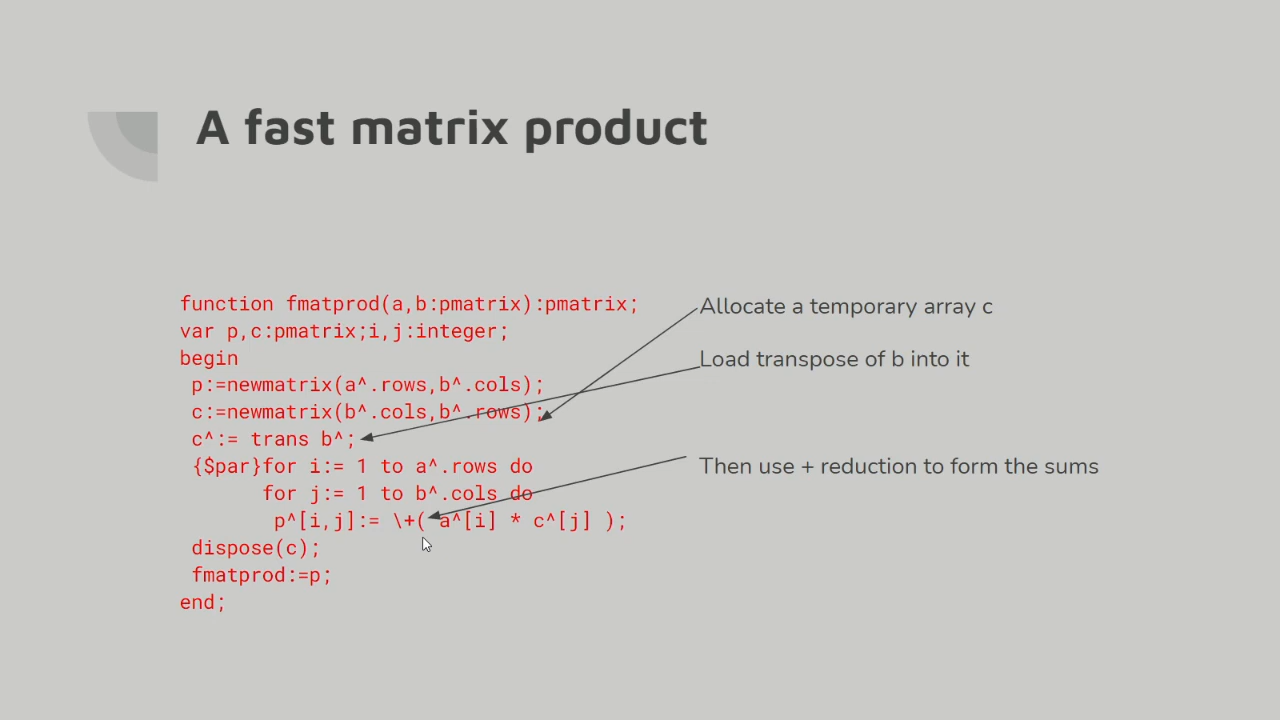 A fast matrix product
function fmatprod(a,b:pmatrix):pmatrix;
var p,c:pmatrix;i,j:integer;
begin
p:=newmatrix(a^.rows,b^.cols);
c:=newmatrix(b^.cols,b^.rows);
c^:= trans b^;
{$par}for i:= 1 to a^.rows do
for j:= 1 to b^.cols do
p^[i,j]:= \+( a^[i] * c^[j] );
dispose(c);
fmatprod:=p;
end;
Allocate a temporary array c
Load transpose of b into it
Then use + reduction to form the sums